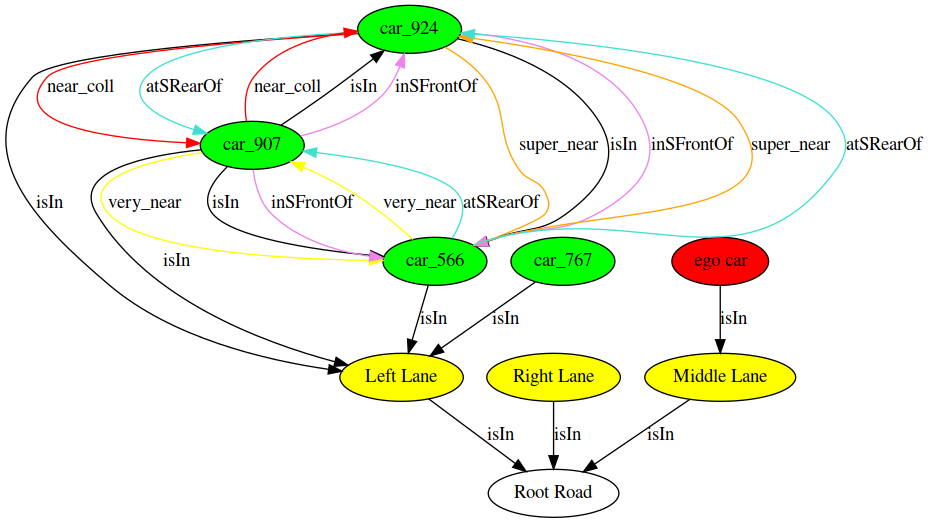 car_924
near_coll
atSRearOf
near_coll
isIn
inSFrontOf
car_907
super_near
isIn
inSFrontOf
super_near
atSRearOf
isIn
very_near
isIn
inSFrontOf
very_near
atSRearOf
isIn
car_566
car_767
ego car
isIn
isIn
isIn
Left Lane
Right Lane
Middle Lane
isIn
isIn
isIn
Root Road